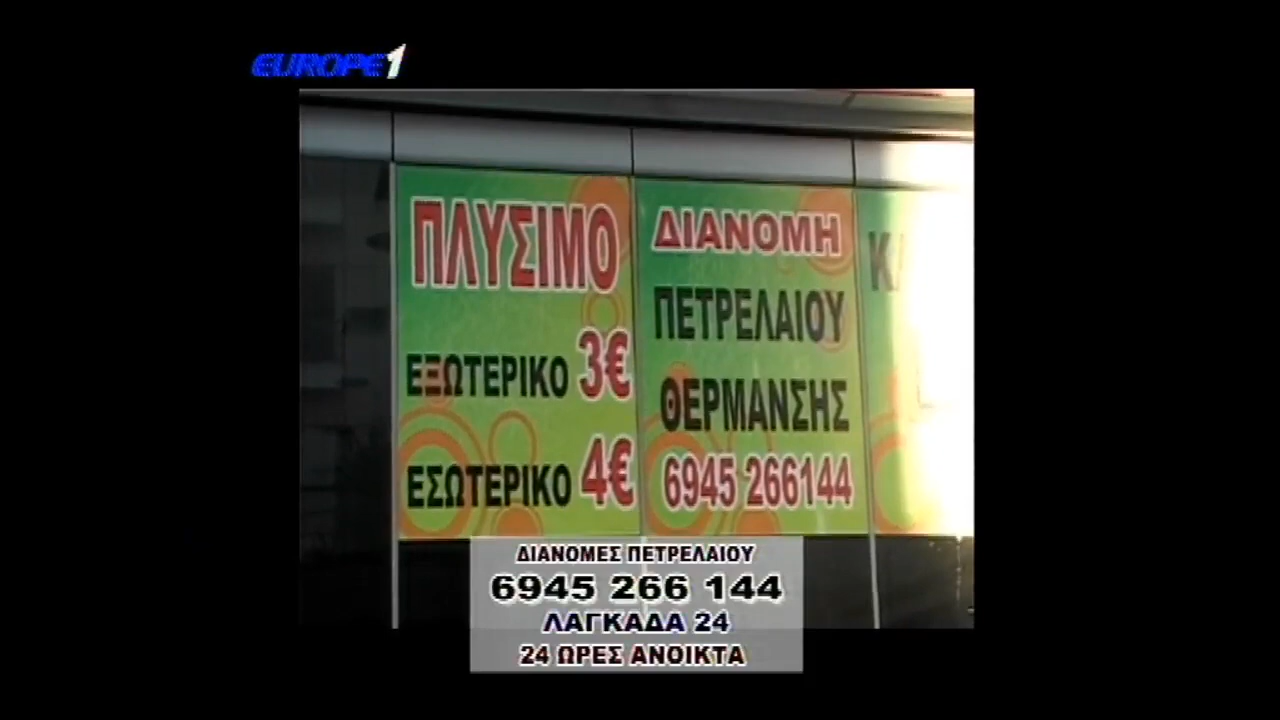 EUROPE1
ΠΛΥΣΙΜΟ
ΕΞΩΤΕΡΙΚΟ 3€
ΕΣΩΤΕΡΙΚΟ 4€
ΔΙΑΝΟΜΗ
ΠΕΤΡΕΛΑΙΟΥ
ΘΕΡΜΑΝΣΗΣ
6945 266144
ΔΙΑΝΟΜΕΣ ΠΕΤΡΕΛΑΙΟΥ
6945 266 144
ΛΑΓΚΑΔΑ 24
24 ΩΡΕΣ ΑΝΟΙΚΤΑ